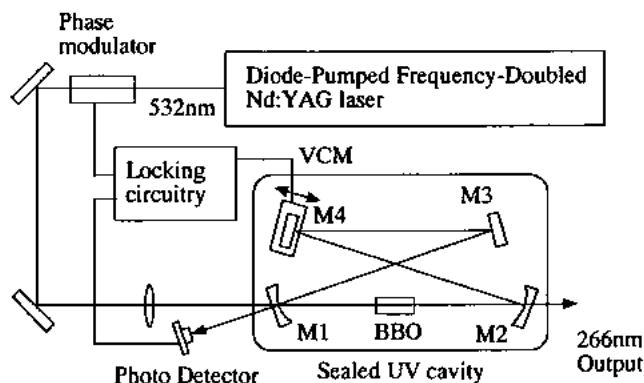 Phase
modulator
Diode-Pumped Frequency-Doubled
Nd:YAG laser
532nm
VCM
Locking
circuitry
M4
M3
M1
BBO
M2
266nm
Output
Photo Detector
Sealed UV cavity